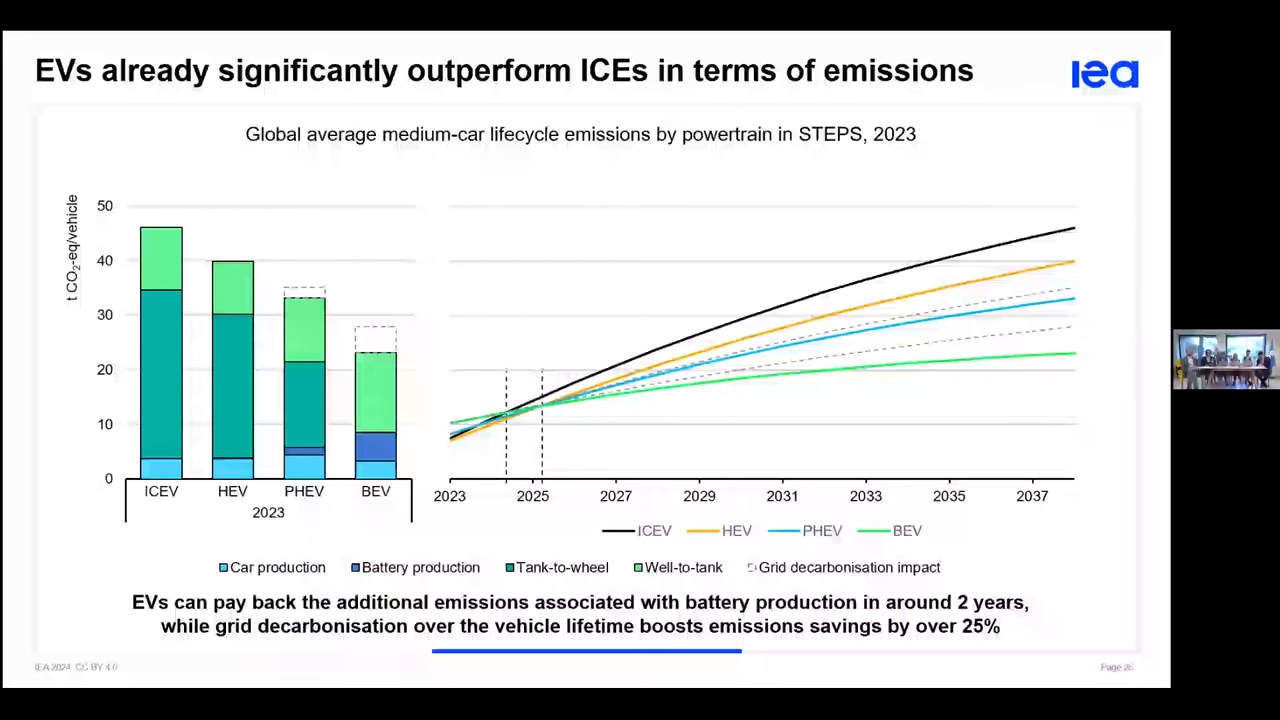 EVs already significantly outperform ICEs in terms of emissions
iea
Global average medium-car lifecycle emissions by powertrain in STEPS, 2023
t CO2-eq/vehicle
50
40
30
20
10
0
ICEV HEV PHEV BEV
2023
2023 2025 2027 2029 2031 2033 2035 2037
ICEV HEV PHEV BEV
Car production Battery production Tank-to-wheel Well-to-tank Grid decarbonisation impact
EVs can pay back the additional emissions associated with battery production in around 2 years,
while grid decarbonisation over the vehicle lifetime boosts emissions savings by over 25%
IEA 2024. CC BY 4.0
Page 26